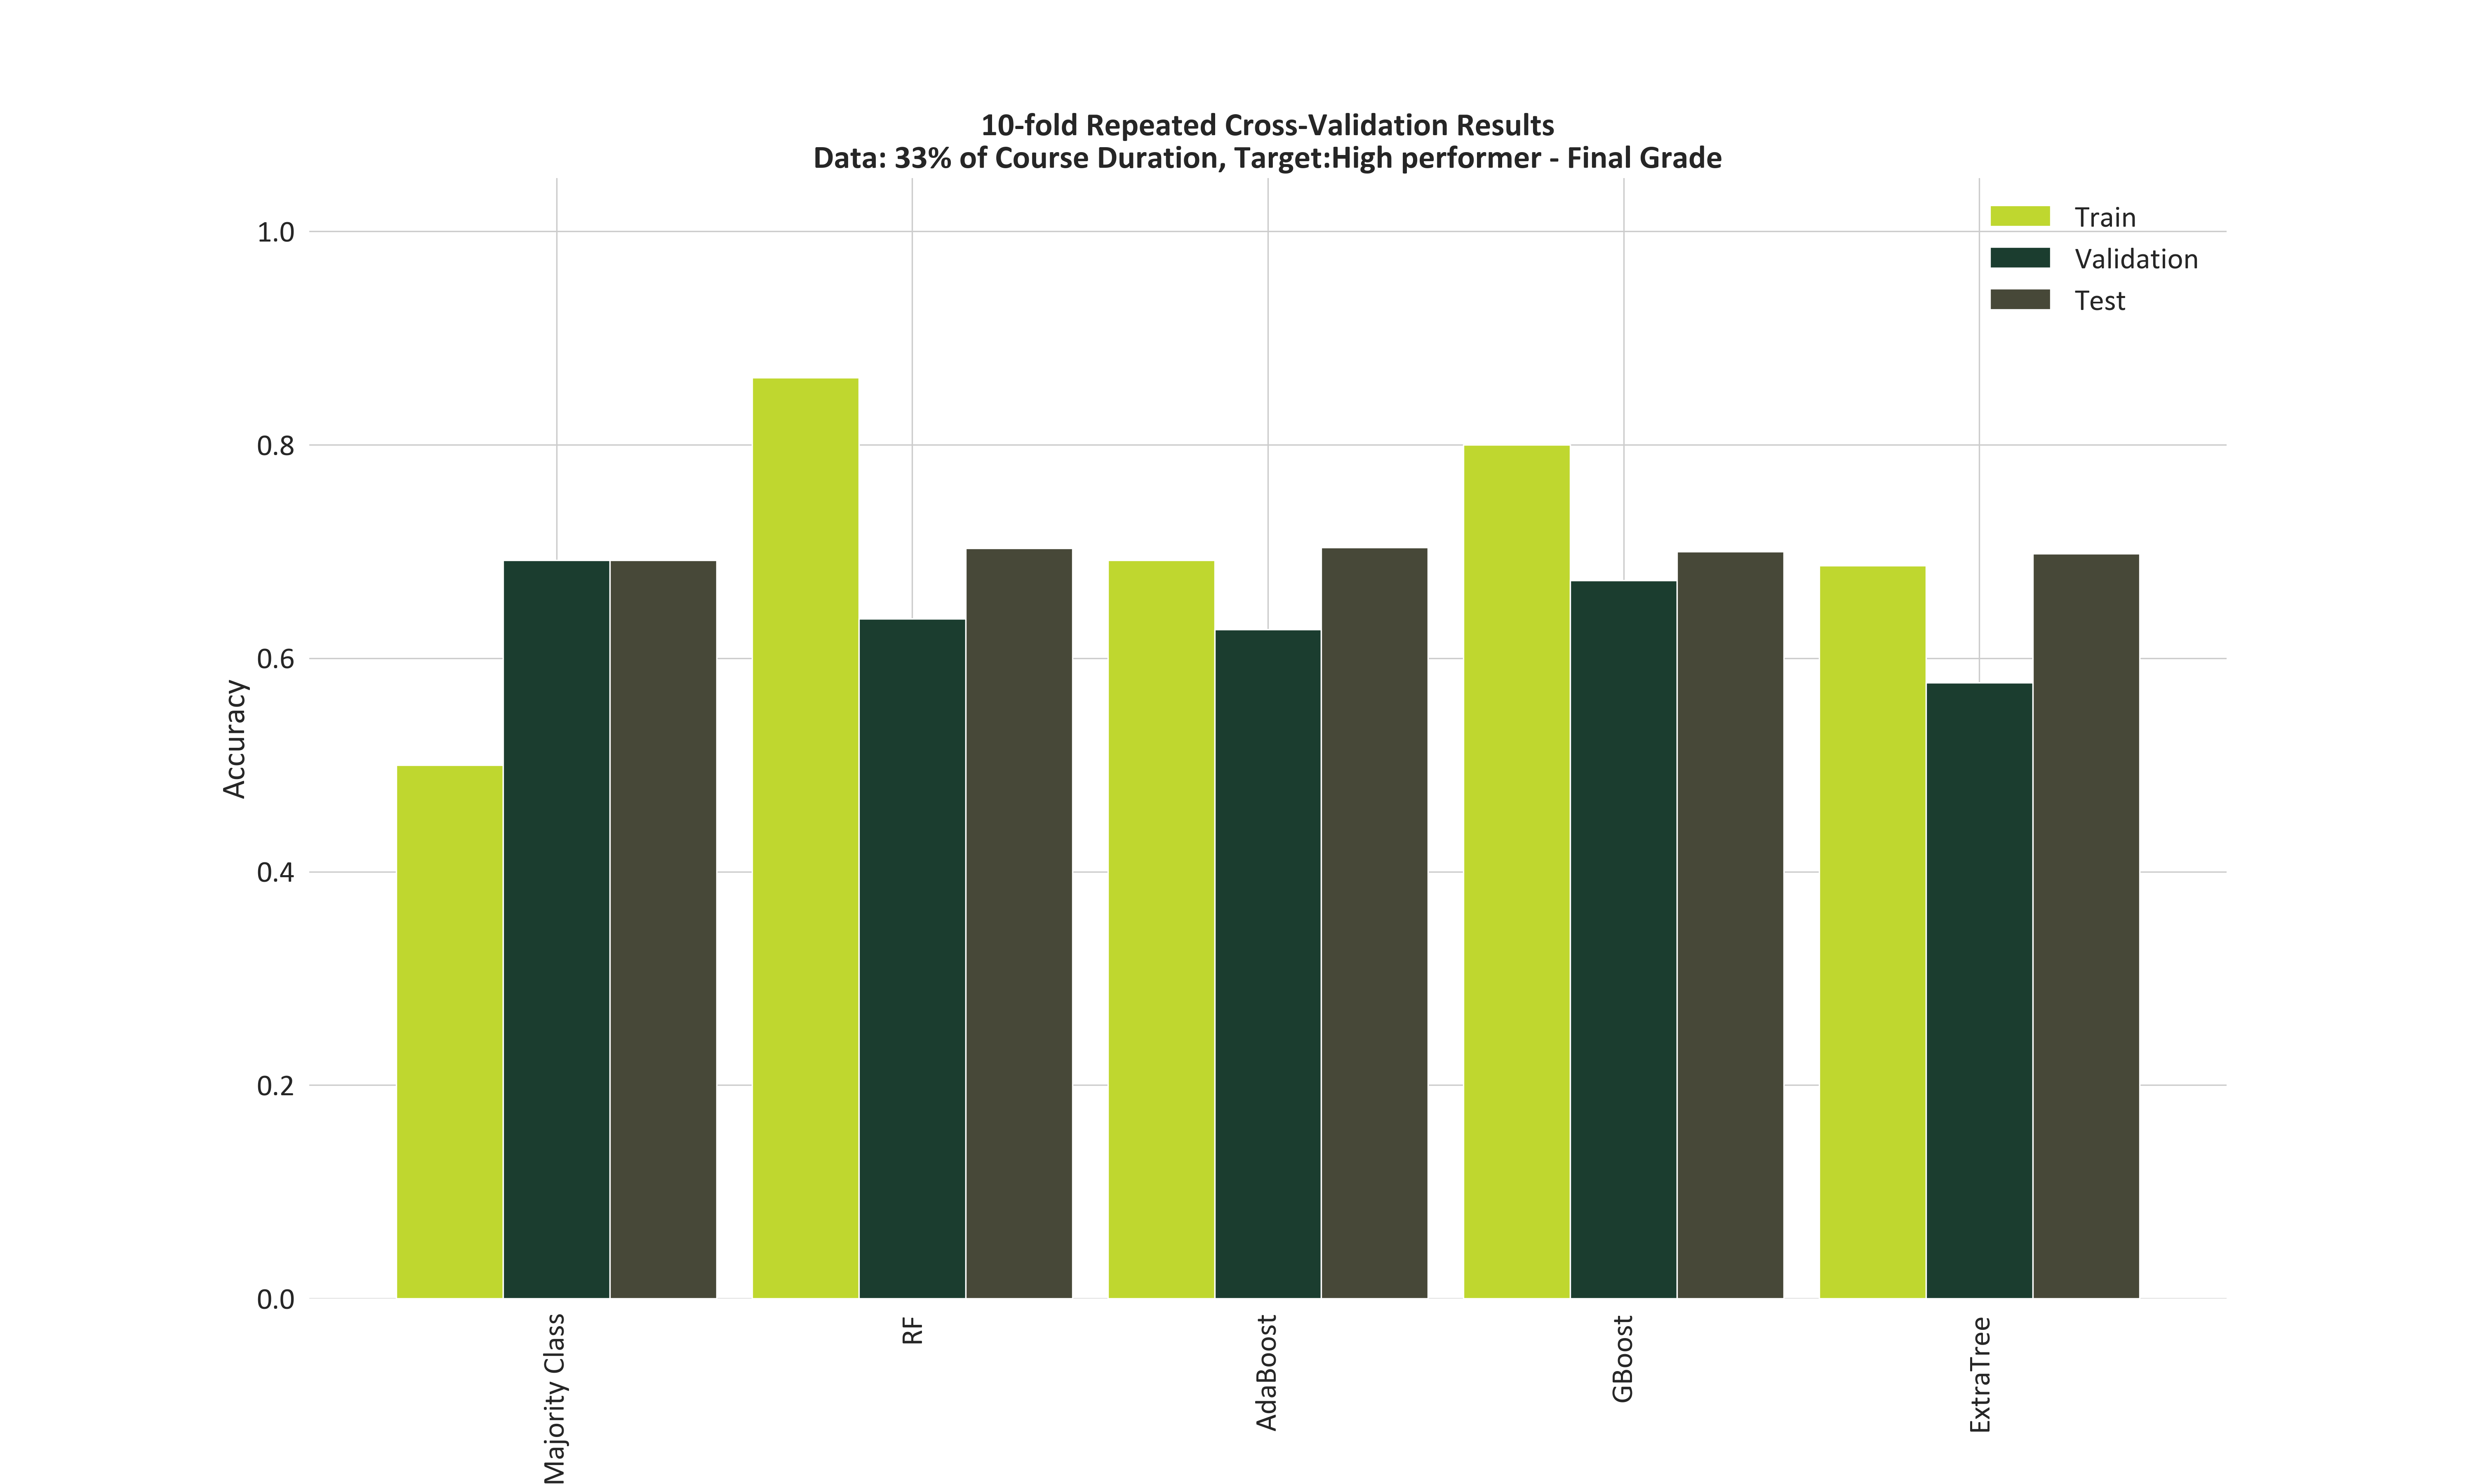 10-fold Repeated Cross-Validation Results
Data: 33% of Course Duration, Target:High performer - Final Grade
Train
Validation
Test
1.0
0.8
0.6
0.4
0.2
0.0
Accuracy
Majority Class
RF
AdaBoost
GBoost
ExtraTree